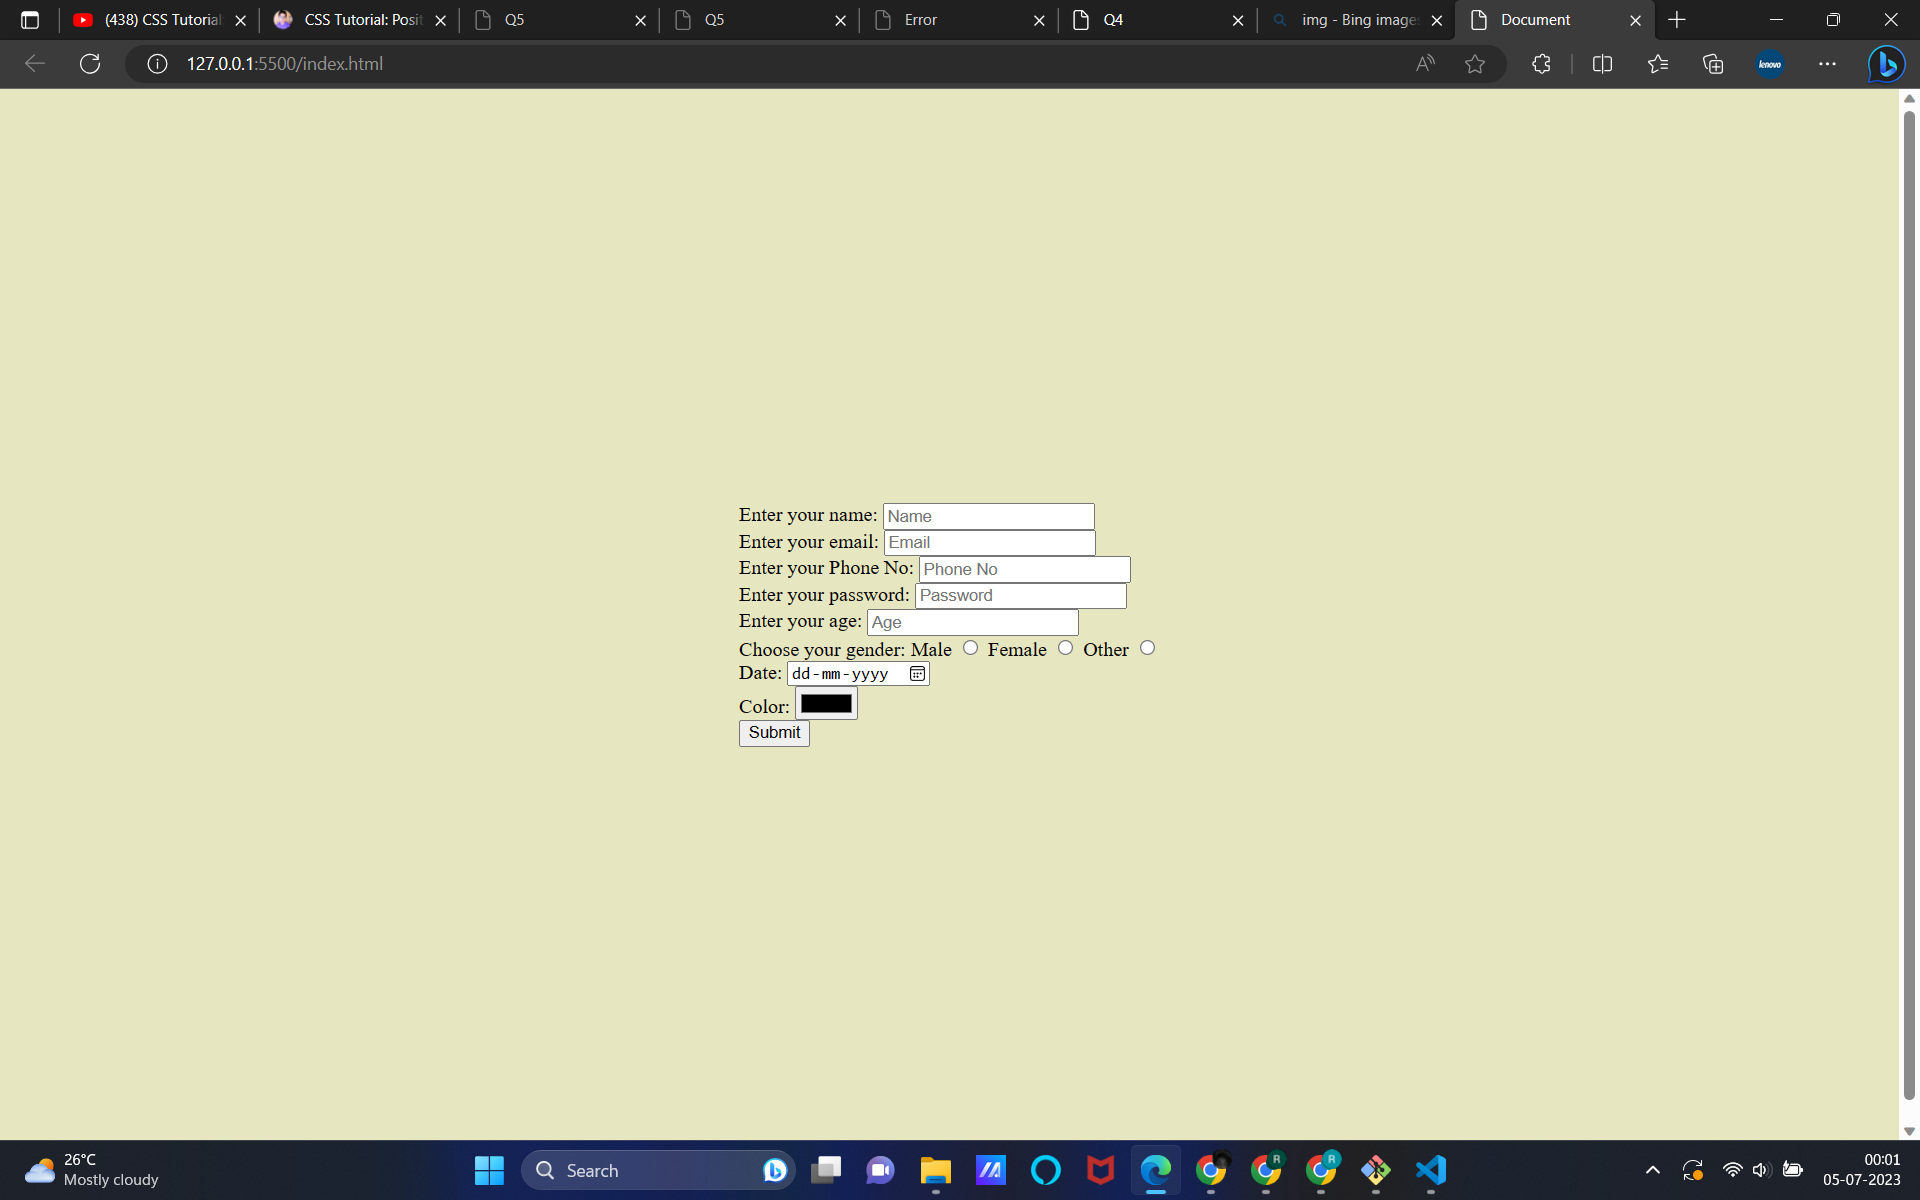 (438) CSS Tutorial
CSS Tutorial: Posit
Q5
Q5
Error
Q4
img - Bing images
Document
127.0.0.1:5500/index.html
lenovo
Enter your name: Name
Enter your email: Email
Enter your Phone No: Phone No
Enter your password: Password
Enter your age: Age
Choose your gender: Male Female Other
Date: dd-mm-yyyy
Color:
Submit
26°C
Mostly cloudy
Search
R
R
00:01
05-07-2023